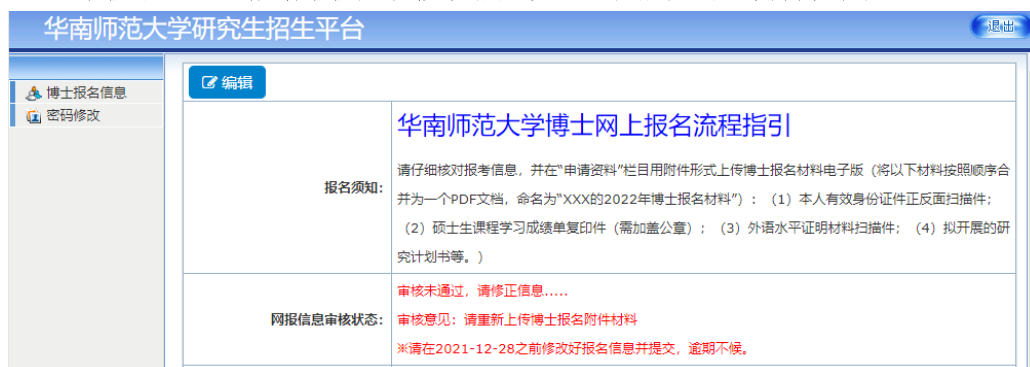 华南师范大学研究生招生平台
退出
博士报名信息
密码修改
编辑
报名须知:
华南师范大学博士网上报名流程指引
请仔细核对报考信息，并在“申请资料”栏目用附件形式上传博士报名材料电子版（将以下材料按照顺序合
并为一个PDF文档，命名为“XXX的2022年博士报名材料”）：（1）本人有效身份证件正反面扫描件；
（2）硕士生课程学习成绩单复印件（需加盖公章）；（3）外语水平证明材料扫描件；（4）拟开展的研
究计划书等。）
网报信息审核状态:
审核未通过，请修正信息.....
审核意见：请重新上传博士报名附件材料
※请在2021-12-28之前修改好报名信息并提交，逾期不候。